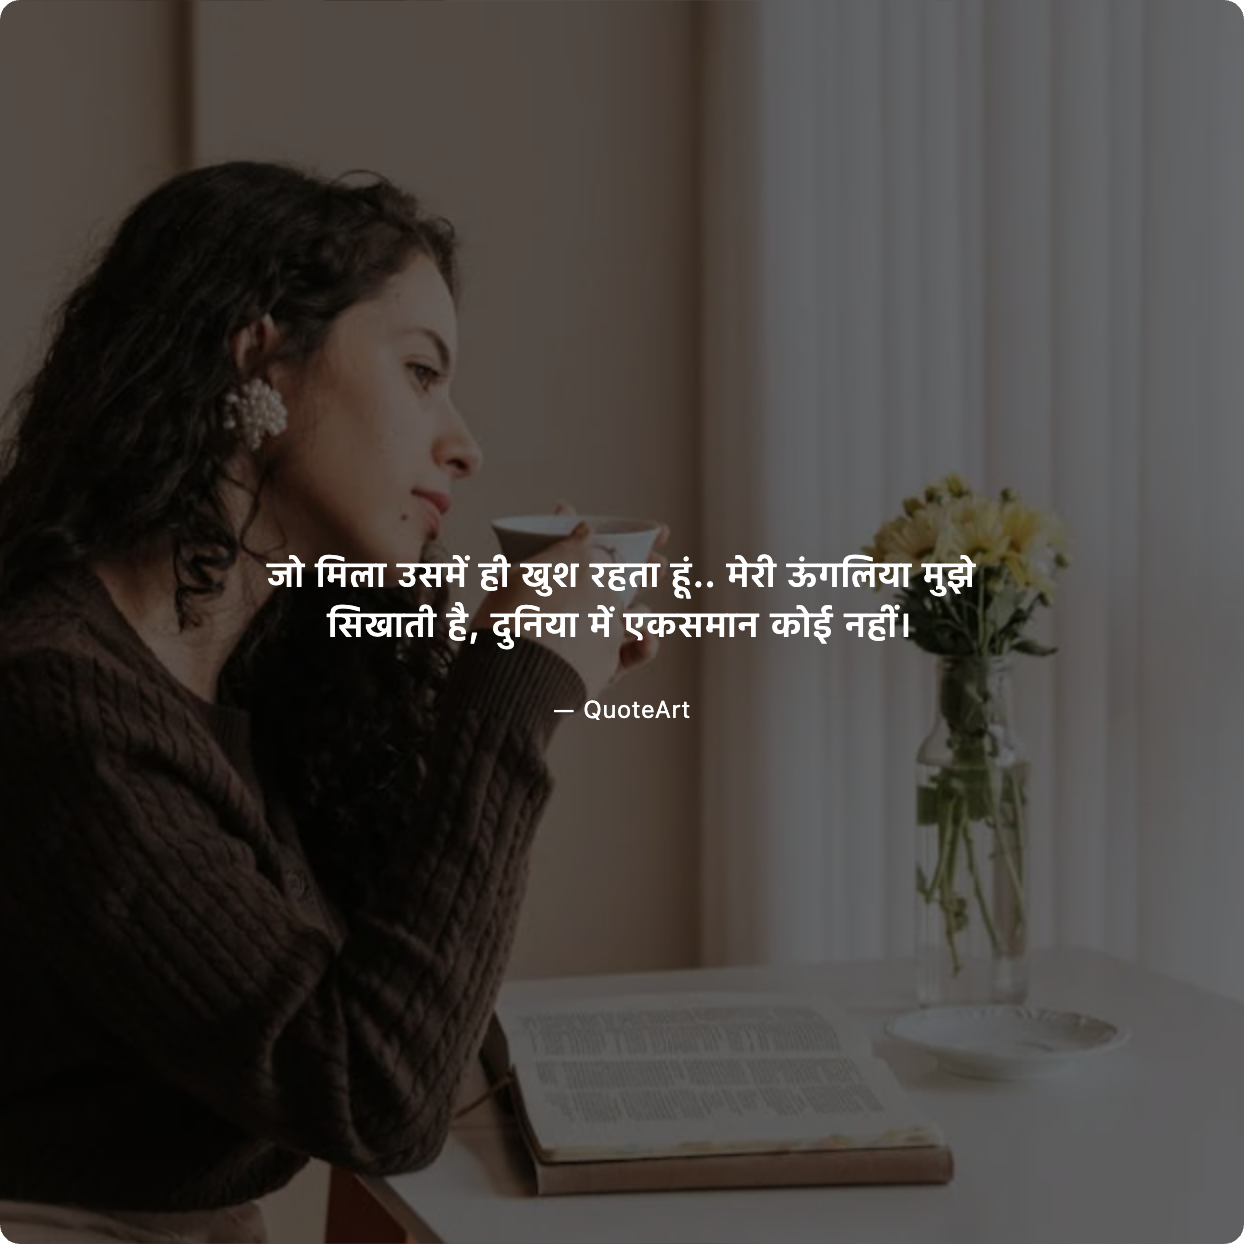 जो मिला उसमें ही खुश रहता हूं.. मेरी ऊंगलिया मुझे
सिखाती है, दुनिया में एकसमान कोई नहीं।
— QuoteArt